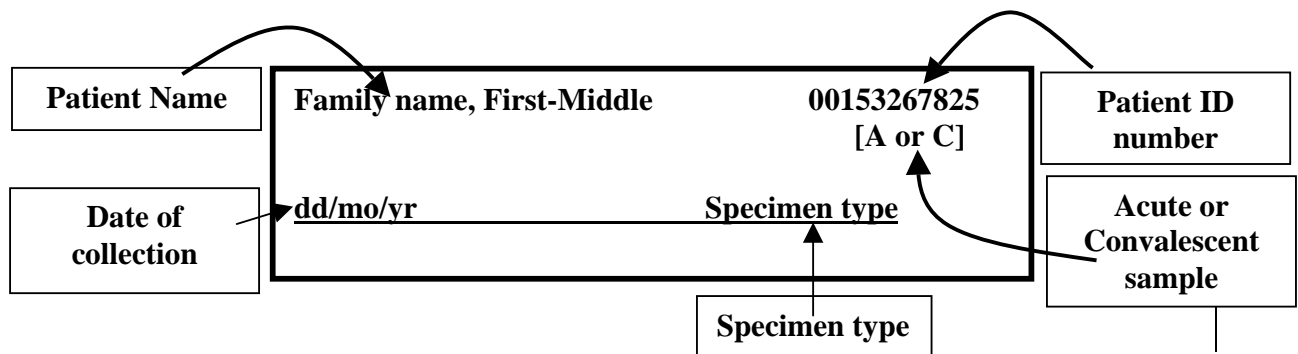 Patient Name
Family name, First-Middle
00153267825
[A or C]
Patient ID
number
Date of
collection
dd/mo/yr
Specimen type
Acute or
Convalescent
sample
Specimen type